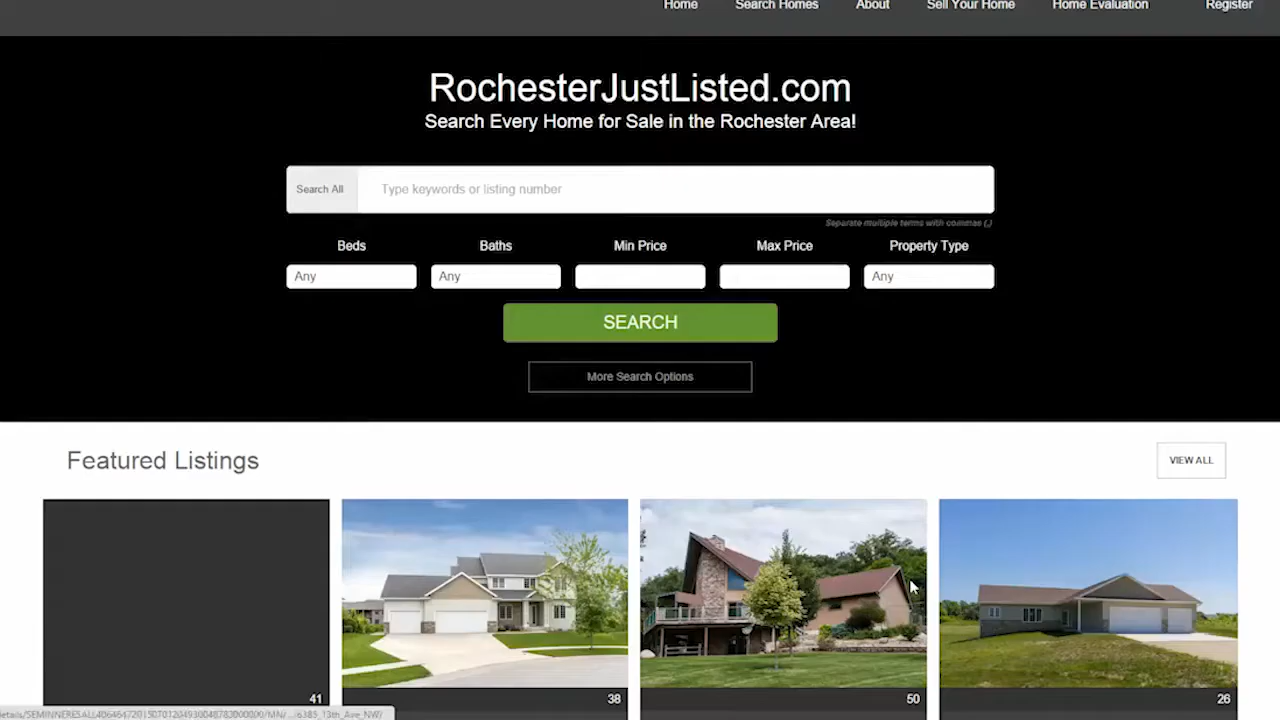 Home Search Homes About Sell Your Home Home Evaluation Register
RochesterJustListed.com
Search Every Home for Sale in the Rochester Area!
Search All Type keywords or listing number
Separate multiple terms with commas (,)
Beds Baths Min Price Max Price Property Type
Any Any Any
SEARCH
More Search Options
Featured Listings
VIEW ALL
41 38 50 26